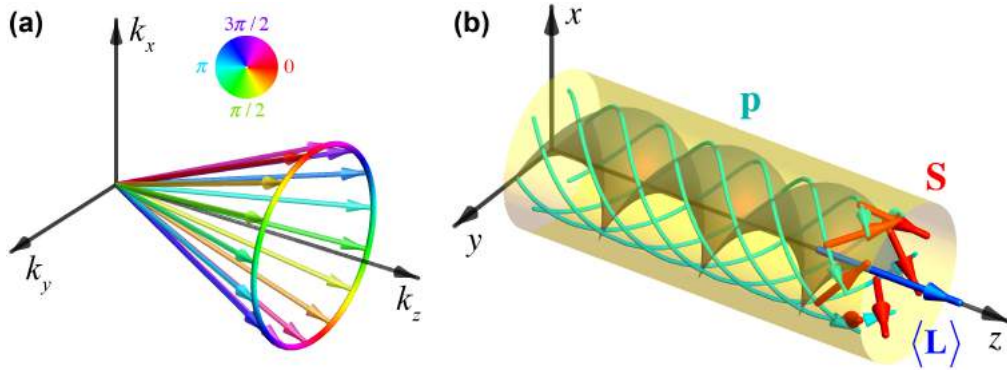 (a)
k_x
3π/2
π
0
π/2
k_y
k_z
(b)
x
p
S
y
⟨L⟩
z